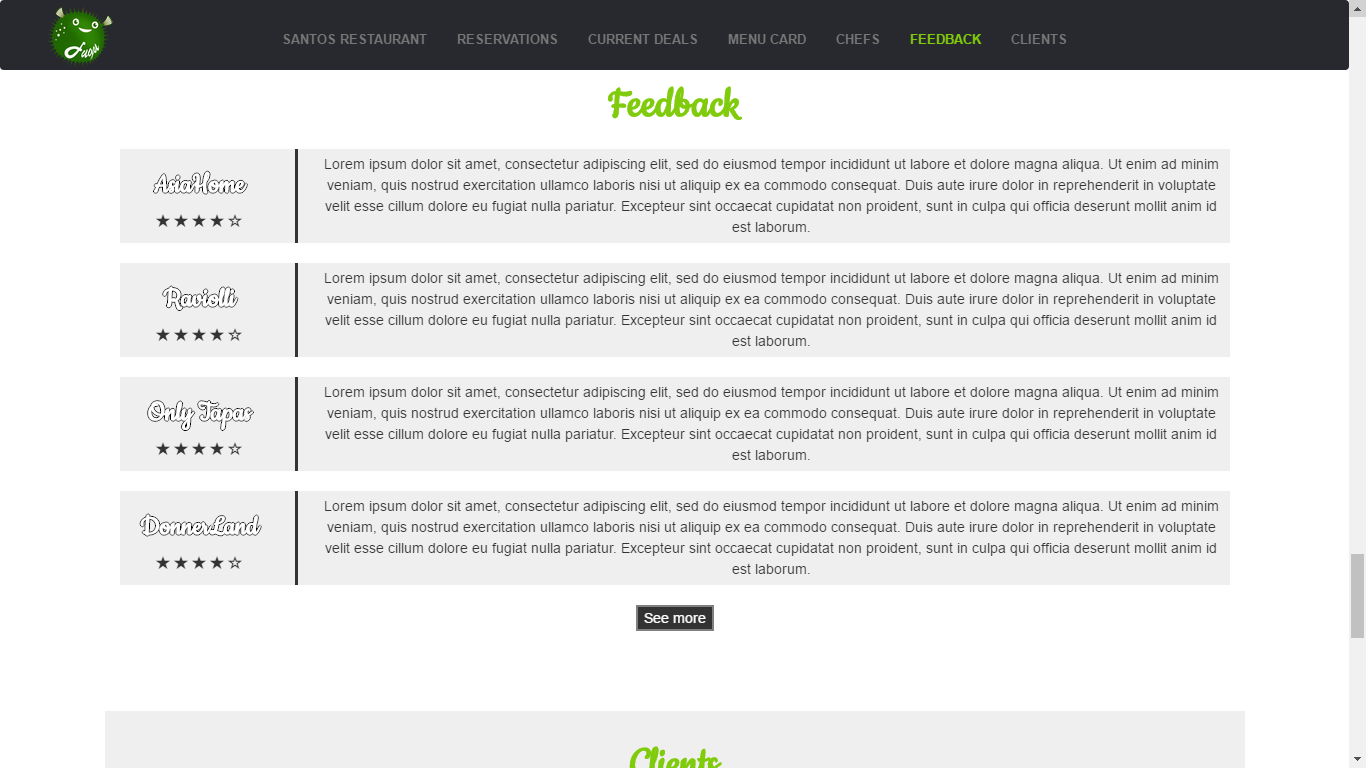 Fugu
SANTOS RESTAURANT RESERVATIONS CURRENT DEALS MENU CARD CHEFS FEEDBACK CLIENTS
Feedback
AsiaHome
★★★★☆
Lorem ipsum dolor sit amet, consectetur adipiscing elit, sed do eiusmod tempor incididunt ut labore et dolore magna aliqua. Ut enim ad minim
veniam, quis nostrud exercitation ullamco laboris nisi ut aliquip ex ea commodo consequat. Duis aute irure dolor in reprehenderit in voluptate
velit esse cillum dolore eu fugiat nulla pariatur. Excepteur sint occaecat cupidatat non proident, sunt in culpa qui officia deserunt mollit anim id
est laborum.
Raviolli
★★★★☆
Lorem ipsum dolor sit amet, consectetur adipiscing elit, sed do eiusmod tempor incididunt ut labore et dolore magna aliqua. Ut enim ad minim
veniam, quis nostrud exercitation ullamco laboris nisi ut aliquip ex ea commodo consequat. Duis aute irure dolor in reprehenderit in voluptate
velit esse cillum dolore eu fugiat nulla pariatur. Excepteur sint occaecat cupidatat non proident, sunt in culpa qui officia deserunt mollit anim id
est laborum.
Only Tapas
★★★★☆
Lorem ipsum dolor sit amet, consectetur adipiscing elit, sed do eiusmod tempor incididunt ut labore et dolore magna aliqua. Ut enim ad minim
veniam, quis nostrud exercitation ullamco laboris nisi ut aliquip ex ea commodo consequat. Duis aute irure dolor in reprehenderit in voluptate
velit esse cillum dolore eu fugiat nulla pariatur. Excepteur sint occaecat cupidatat non proident, sunt in culpa qui officia deserunt mollit anim id
est laborum.
DonnerLand
★★★★☆
Lorem ipsum dolor sit amet, consectetur adipiscing elit, sed do eiusmod tempor incididunt ut labore et dolore magna aliqua. Ut enim ad minim
veniam, quis nostrud exercitation ullamco laboris nisi ut aliquip ex ea commodo consequat. Duis aute irure dolor in reprehenderit in voluptate
velit esse cillum dolore eu fugiat nulla pariatur. Excepteur sint occaecat cupidatat non proident, sunt in culpa qui officia deserunt mollit anim id
est laborum.
See more
Clients